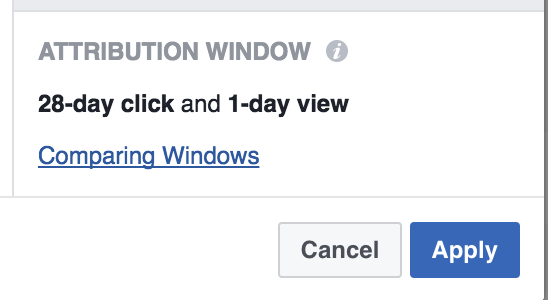 ATTRIBUTION WINDOW i
28-day click and 1-day view
Comparing Windows
Cancel Apply